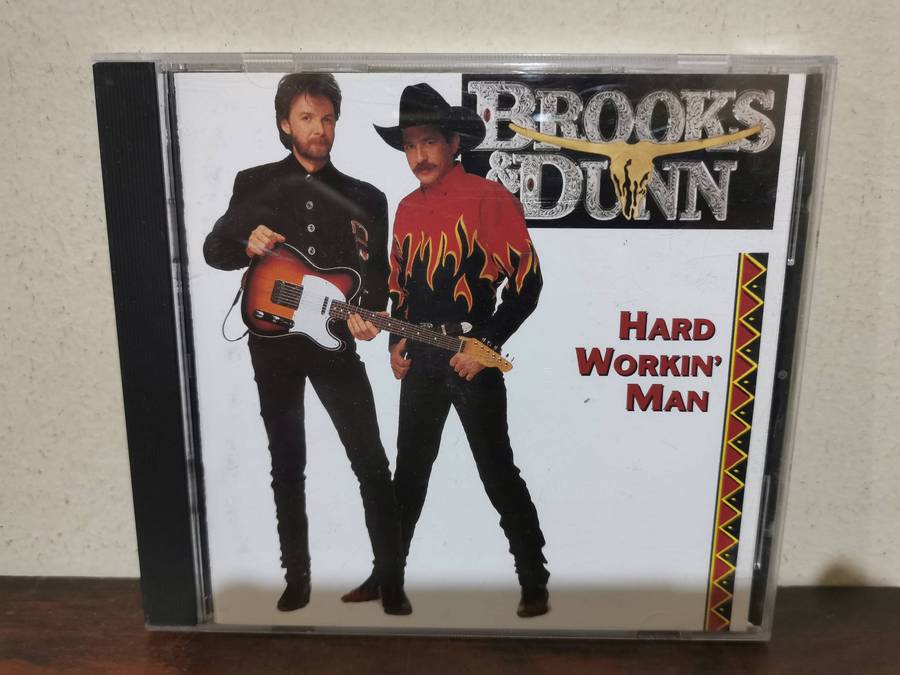 BROOKS
& DUNN
HARD
WORKIN'
MAN